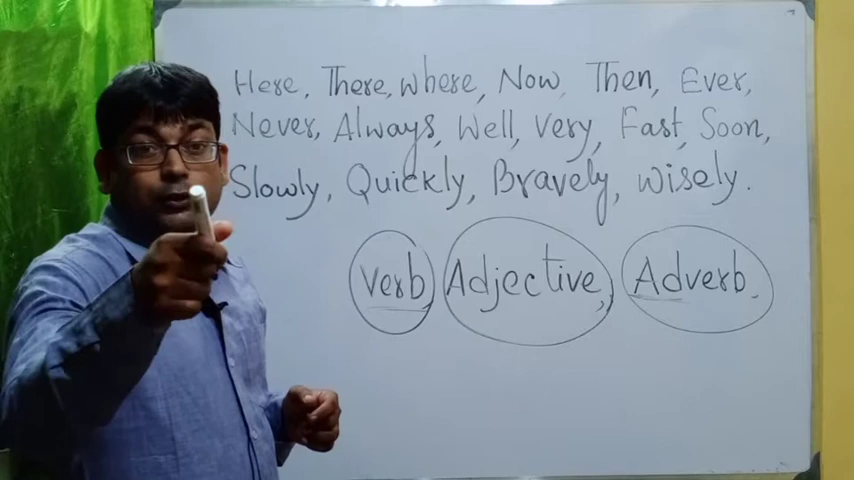 Here, There, where, Now, Then, Ever,
Never, Always, Well, Very, Fast, Soon,
Slowly, Quickly, Bravely, wisely.
Verb Adjective, Adverb.